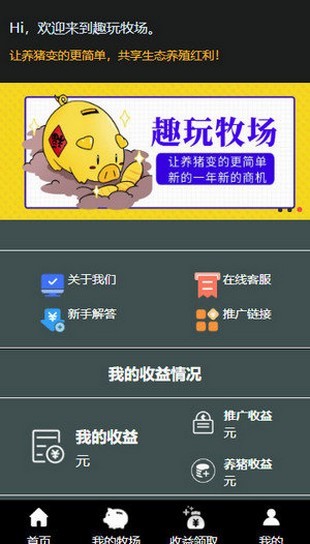 Hi，欢迎来到趣玩牧场。
让养猪变的更简单，共享生态养殖红利！
趣玩牧场
让养猪变的更简单
新的一年新的商机
关于我们
在线客服
新手解答
推广链接
我的收益情况
我的收益
元
推广收益
元
养猪收益
元
首页
我的牧场
收益领取
我的